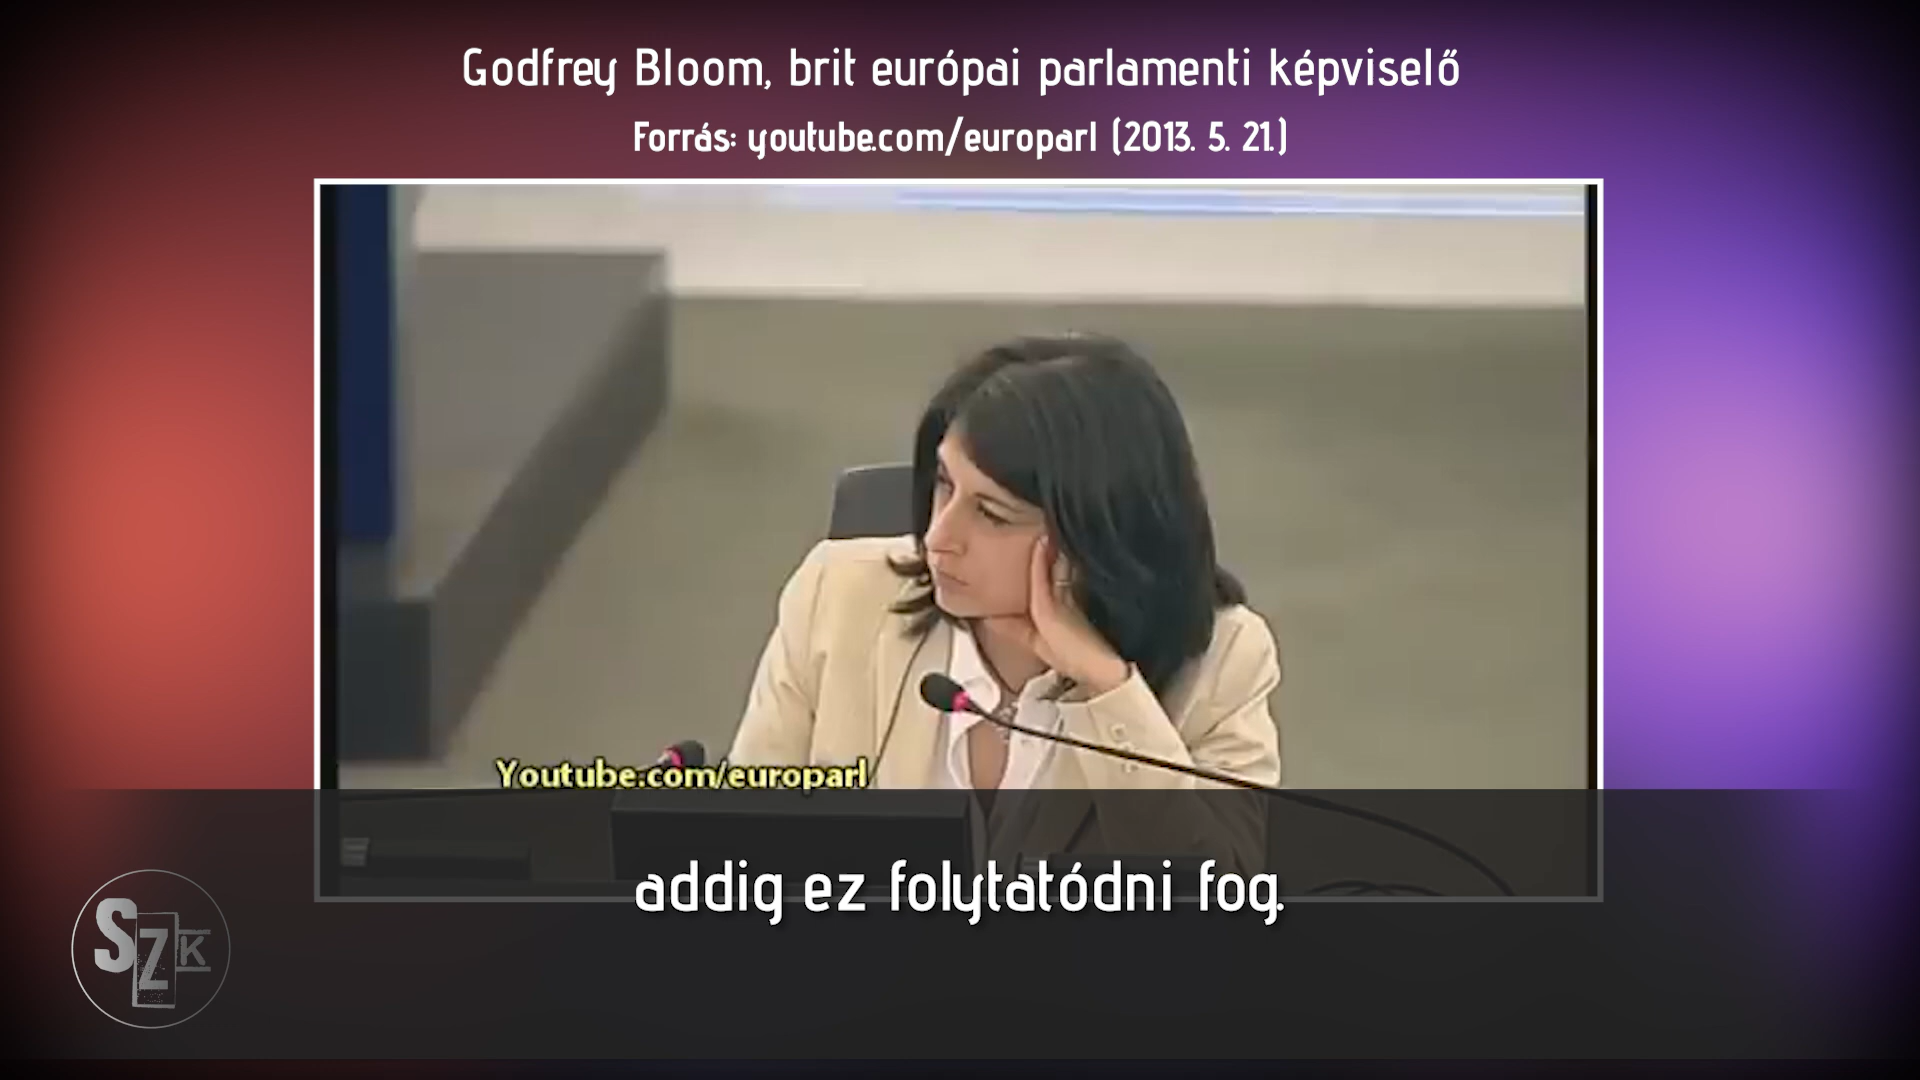 Godfrey Bloom, brit európai parlamenti képviselő
Forrás: youtube.com/europarl (2013. 5. 21.)
Youtube.com/europarl
addig ez folytatódni fog.
SZK